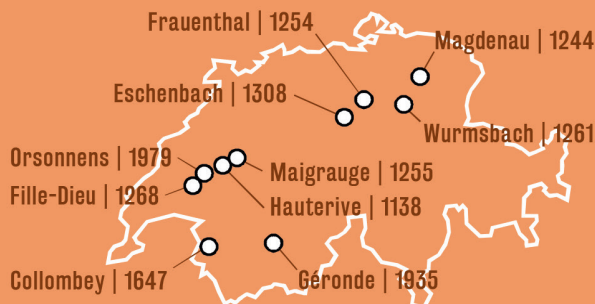 Frauenthal | 1254
Magdenau | 1244
Eschenbach | 1308
Wurmsbach | 1261
Orsonnens | 1979
Maigrauge | 1255
Fille-Dieu | 1268
Hauterive | 1138
Collombey | 1647
Géronde | 1935